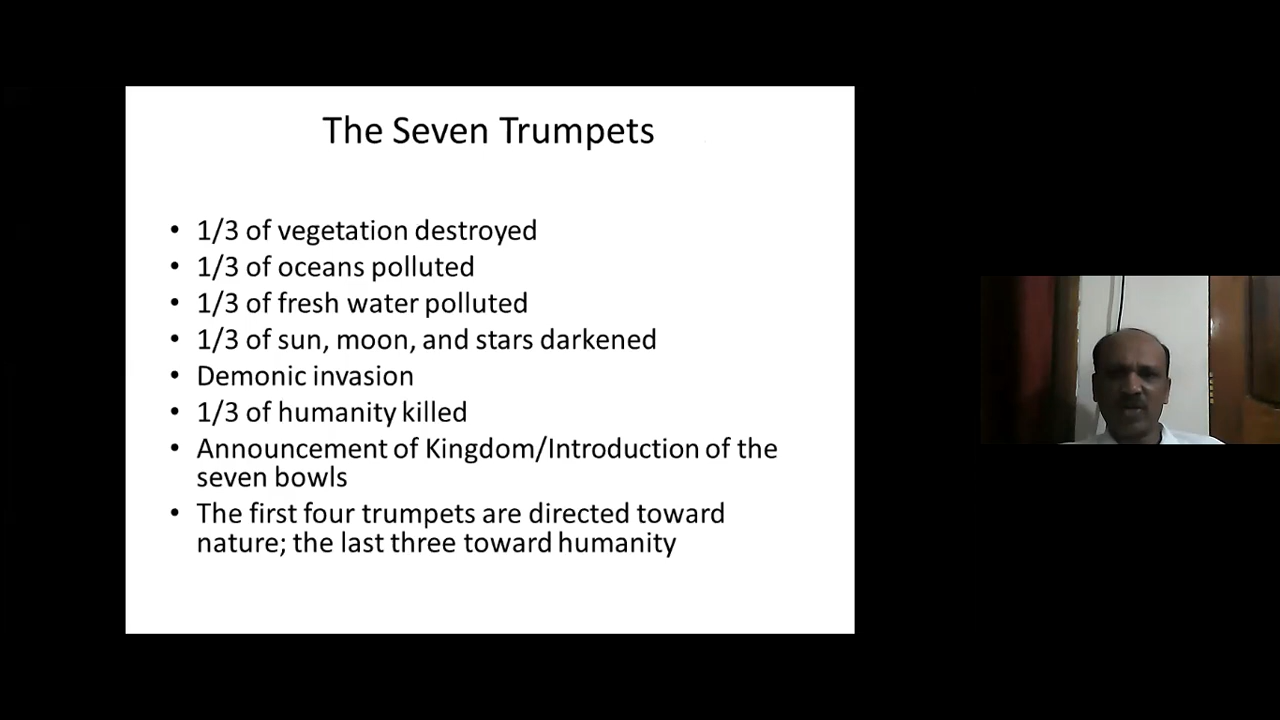 The Seven Trumpets
• 1/3 of vegetation destroyed
• 1/3 of oceans polluted
• 1/3 of fresh water polluted
• 1/3 of sun, moon, and stars darkened
• Demonic invasion
• 1/3 of humanity killed
• Announcement of Kingdom/Introduction of the
seven bowls
• The first four trumpets are directed toward
nature; the last three toward humanity